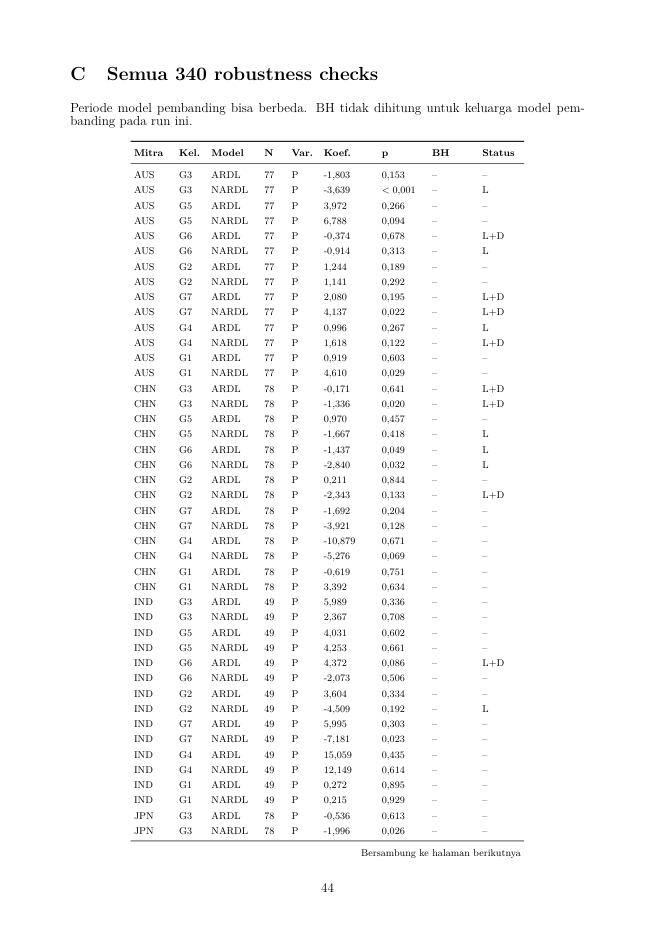 C Semua 340 robustness checks
Periode model pembanding bisa berbeda. BH tidak dihitung untuk keluarga model pem-
banding pada run ini.
Mitra Kel. Model N Var. Koef. p BH Status
AUS G3 ARDL 77 P -1,803 0,153 – –
AUS G3 NARDL 77 P -3,639 < 0,001 – L
AUS G5 ARDL 77 P 3,972 0,266 – –
AUS G5 NARDL 77 P 6,788 0,094 – –
AUS G6 ARDL 77 P -0,374 0,678 – L+D
AUS G6 NARDL 77 P -0,914 0,313 – L
AUS G2 ARDL 77 P 1,244 0,189 – –
AUS G2 NARDL 77 P 1,141 0,292 – –
AUS G7 ARDL 77 P 2,080 0,195 – L+D
AUS G7 NARDL 77 P 4,137 0,022 – L+D
AUS G4 ARDL 77 P 0,996 0,267 – L
AUS G4 NARDL 77 P 1,618 0,122 – L+D
AUS G1 ARDL 77 P 0,919 0,603 – –
AUS G1 NARDL 77 P 4,610 0,029 – –
CHN G3 ARDL 78 P -0,171 0,641 – L+D
CHN G3 NARDL 78 P -1,336 0,020 – L+D
CHN G5 ARDL 78 P 0,970 0,457 – –
CHN G5 NARDL 78 P -1,667 0,418 – L
CHN G6 ARDL 78 P -1,437 0,049 – L
CHN G6 NARDL 78 P -2,840 0,032 – L
CHN G2 ARDL 78 P 0,211 0,844 – –
CHN G2 NARDL 78 P -2,343 0,133 – L+D
CHN G7 ARDL 78 P -1,692 0,204 – –
CHN G7 NARDL 78 P -3,921 0,128 – –
CHN G4 ARDL 78 P -10,879 0,671 – –
CHN G4 NARDL 78 P -5,276 0,069 – –
CHN G1 ARDL 78 P -0,619 0,751 – –
CHN G1 NARDL 78 P 3,392 0,634 – –
IND G3 ARDL 49 P 5,989 0,336 – –
IND G3 NARDL 49 P 2,367 0,708 – –
IND G5 ARDL 49 P 4,031 0,602 – –
IND G5 NARDL 49 P 4,253 0,661 – –
IND G6 ARDL 49 P 4,372 0,086 – L+D
IND G6 NARDL 49 P -2,073 0,506 – –
IND G2 ARDL 49 P 3,604 0,334 – –
IND G2 NARDL 49 P -4,509 0,192 – L
IND G7 ARDL 49 P 5,995 0,303 – –
IND G7 NARDL 49 P -7,181 0,023 – –
IND G4 ARDL 49 P 15,059 0,435 – –
IND G4 NARDL 49 P 12,149 0,614 – –
IND G1 ARDL 49 P 0,272 0,895 – –
IND G1 NARDL 49 P 0,215 0,929 – –
JPN G3 ARDL 78 P -0,536 0,613 – –
JPN G3 NARDL 78 P -1,996 0,026 – –
Bersambung ke halaman berikutnya
44